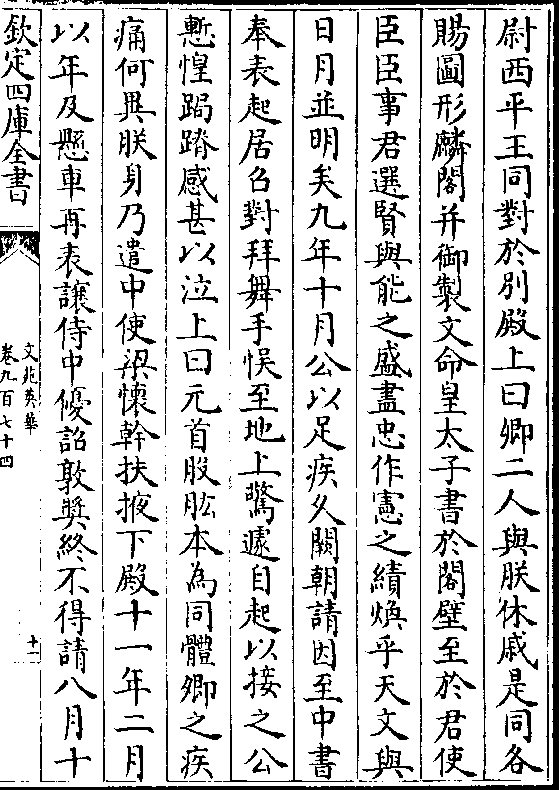 尉西平王同對於別殿上曰卿二人與朕休戚是同各
賜圖形麟閣并御製文命皇太子書於閣壁至於君使
臣臣事君選賢與能之盛盡忠作憲之績煥乎天文與
日月並明矣九年十月公以足疾久闕朝請因至中書
奉表起居召對拜舞手悮至地上驚遽自起以接之公
慙惶跼蹐感甚以泣上曰元首股肱本為同體卿之疾
痛何異朕身乃遣中使梁懷幹扶掖下殿十一年二月
以年及懸車再表讓侍中優詔敦奬終不得請八月十
欽定四庫全書
文苑英華
卷九百七十四
十一